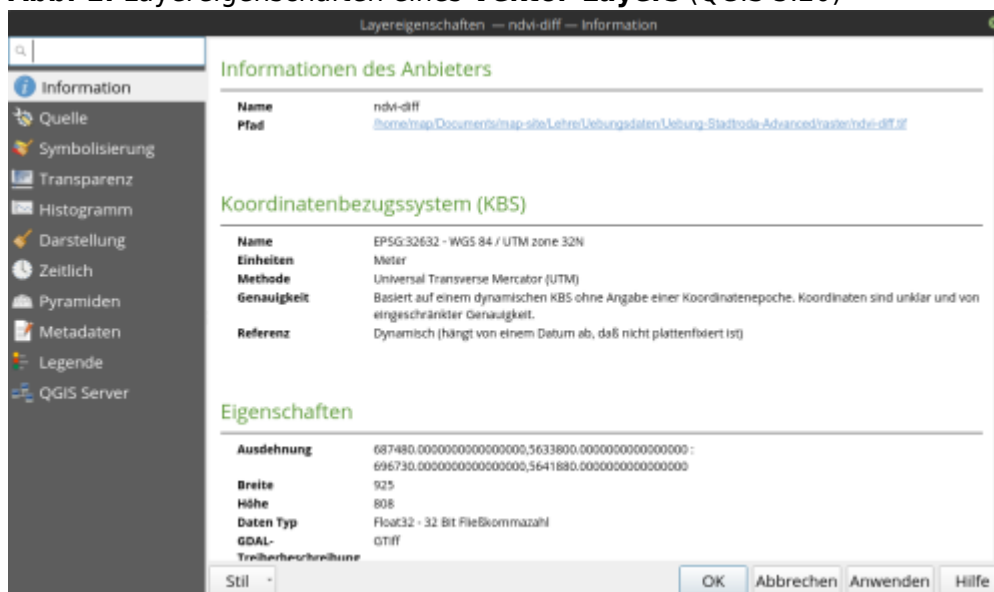 Layereigenschaften — ndvi-diff — Information
Information
Quelle
Symbolisierung
Transparenz
Histogramm
Darstellung
Zeitlich
Pyramiden
Metadaten
Legende
QGIS Server
Informationen des Anbieters
Name ndvi-diff
Pfad /home/map/Documents/map-site/Lehre/Uebungsdaten/Uebung-Stadtroda-Advanced/raster/ndvi-diff.tif
Koordinatenbezugssystem (KBS)
Name EPSG:32632 - WGS 84 / UTM zone 32N
Einheiten Meter
Methode Universal Transverse Mercator (UTM)
Genauigkeit Basiert auf einem dynamischen KBS ohne Angabe einer Koordinatenepoche. Koordinaten sind unklar und von
eingeschränkter Genauigkeit.
Referenz Dynamisch (hängt von einem Datum ab, daß nicht plattenfixiert ist)
Eigenschaften
Ausdehnung 687480.0000000000000000,5633800.0000000000000000 :
696730.0000000000000000,5641880.0000000000000000
Breite 925
Höhe 808
Daten Typ Float32 - 32 Bit Fließkommazahl
GDAL- GTiff
Treiberbeschreibung
Stil OK Abbrechen Anwenden Hilfe